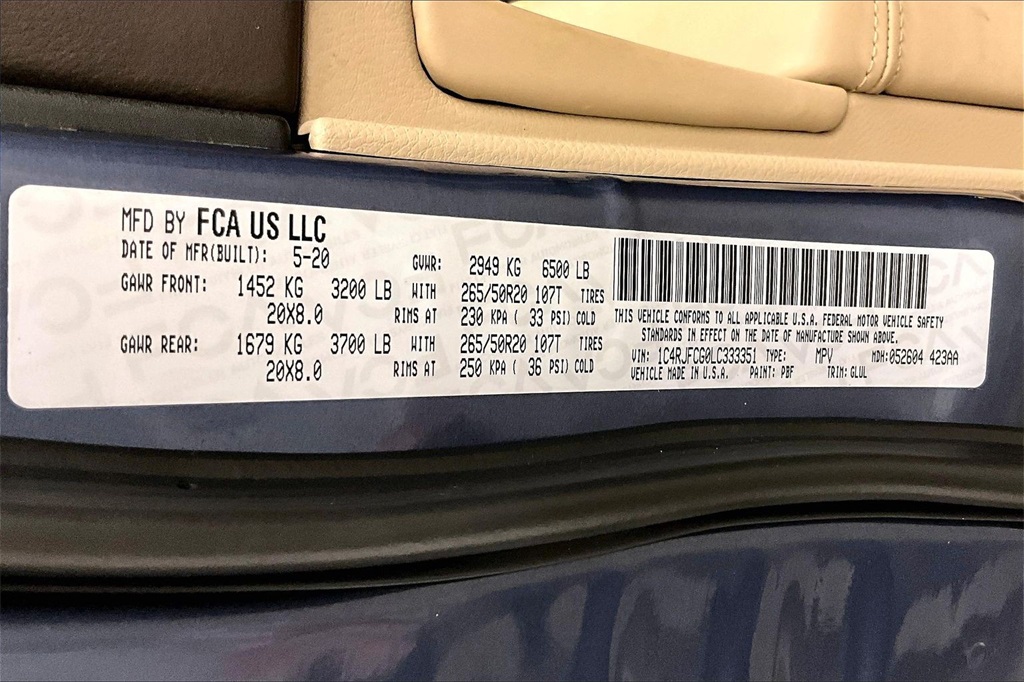 MFD BY FCA US LLC
DATE OF MFR(BUILT): 5-20 GVWR: 2949 KG 6500 LB
GAWR FRONT: 1452 KG 3200 LB WITH 265/50R20 107T TIRES
20X8.0 RIMS AT 230 KPA ( 33 PSI) COLD
GAWR REAR: 1679 KG 3700 LB WITH 265/50R20 107T TIRES
20X8.0 RIMS AT 250 KPA ( 36 PSI) COLD
THIS VEHICLE CONFORMS TO ALL APPLICABLE U.S.A. FEDERAL MOTOR VEHICLE SAFETY
STANDARDS IN EFFECT ON THE DATE OF MANUFACTURE SHOWN ABOVE.
VIN: 1C4RJFCG0LC333351 TYPE: MPV MDH:052604 423AA
VEHICLE MADE IN U.S.A. PAINT: PBF TRIM: GLUL